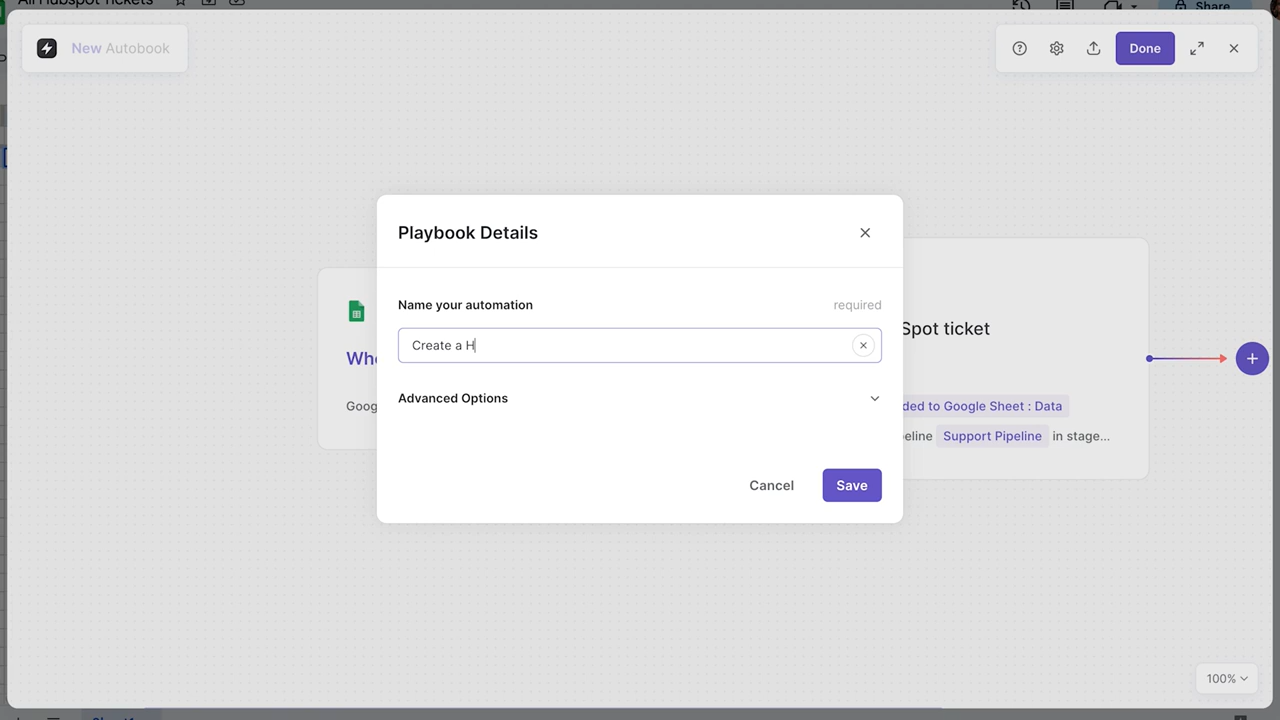 All Hubspot Tickets
Share
New Autobook
Done
Playbook Details
Name your automation
required
Create a H
Advanced Options
Cancel
Save
Goog
Spot ticket
ded to Google Sheet : Data
eline Support Pipeline in stage...
100%